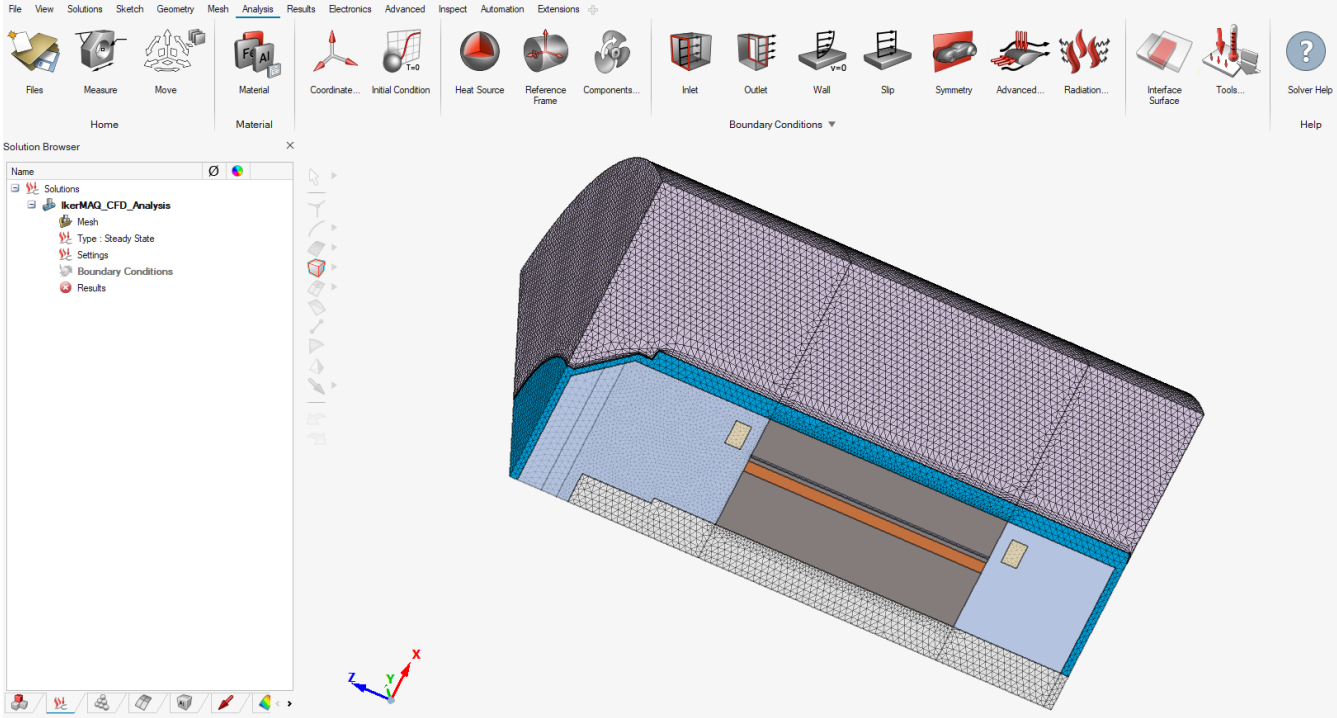 File View Solutions Sketch Geometry Mesh Analysis Results Electronics Advanced Inspect Automation Extensions
Fe Al T=0 v=0 ?
Files Measure Move Material Coordinate... Initial Condition Heat Source Reference Frame Components... Inlet Outlet Wall Slip Symmetry Advanced... Radiation... Interface Surface Tools... Solver Help
Home Material Boundary Conditions Help
Solution Browser
Name
Solutions
IkerMAQ_CFD_Analysis
Mesh
Type : Steady State
Settings
Boundary Conditions
Results
X
Z
Y